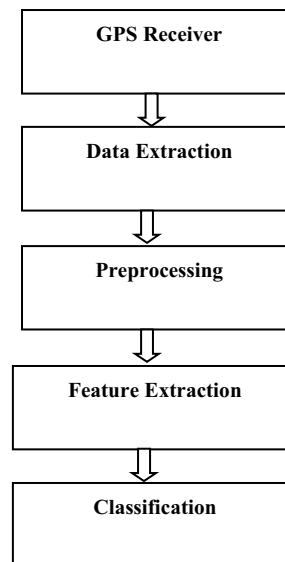 GPS Receiver
Data Extraction
Preprocessing
Feature Extraction
Classification